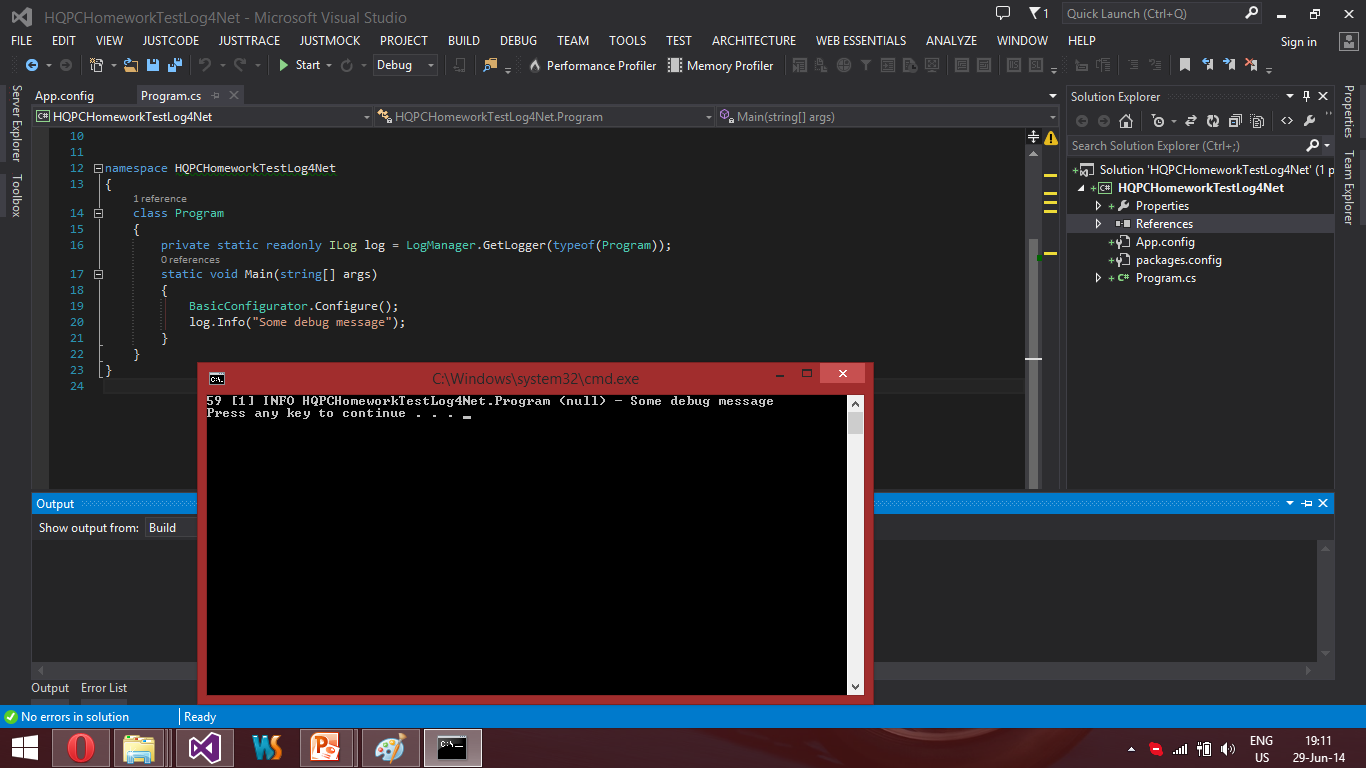 HQPCHomeworkTestLog4Net - Microsoft Visual Studio
1
Quick Launch (Ctrl+Q)
FILE EDIT VIEW JUSTCODE JUSTTRACE JUSTMOCK PROJECT BUILD DEBUG TEAM TOOLS TEST ARCHITECTURE WEB ESSENTIALS ANALYZE WINDOW HELP
Sign in
Start Debug Performance Profiler Memory Profiler
Server Explorer
Toolbox
App.config Program.cs
HQPCHomeworkTestLog4Net HQPCHomeworkTestLog4Net.Program Main(string[] args)
10
11
12 namespace HQPCHomeworkTestLog4Net
13 {
1 reference
14 class Program
15 {
16 private static readonly ILog log = LogManager.GetLogger(typeof(Program));
0 references
17 static void Main(string[] args)
18 {
19 BasicConfigurator.Configure();
20 log.Info("Some debug message");
21 }
22 }
23 }
24
Solution Explorer
Search Solution Explorer (Ctrl+;)
Solution 'HQPCHomeworkTestLog4Net' (1 p
C# HQPCHomeworkTestLog4Net
Properties
References
App.config
packages.config
C# Program.cs
Properties
Team Explorer
C:\Windows\system32\cmd.exe
59 [1] INFO HQPCHomeworkTestLog4Net.Program (null) - Some debug message
Press any key to continue . . . _
Output
Show output from: Build
Output Error List
No errors in solution Ready
ENG
US
19:11
29-Jun-14